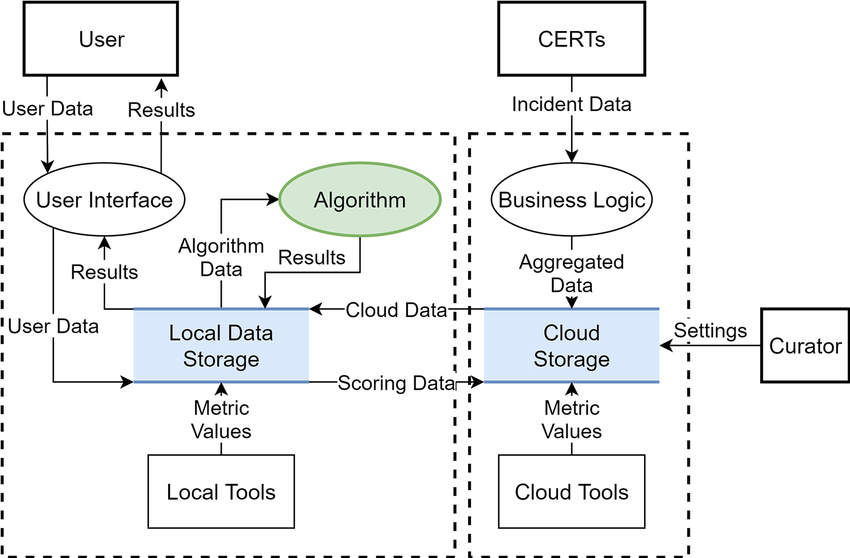 User
CERTs
User Data
Results
Incident Data
User Interface
Algorithm
Business Logic
Algorithm
Data
Results
Results
Aggregated
Data
User Data
Local Data
Storage
Cloud Data
Cloud
Storage
Settings
Curator
Scoring Data
Metric
Values
Metric
Values
Local Tools
Cloud Tools